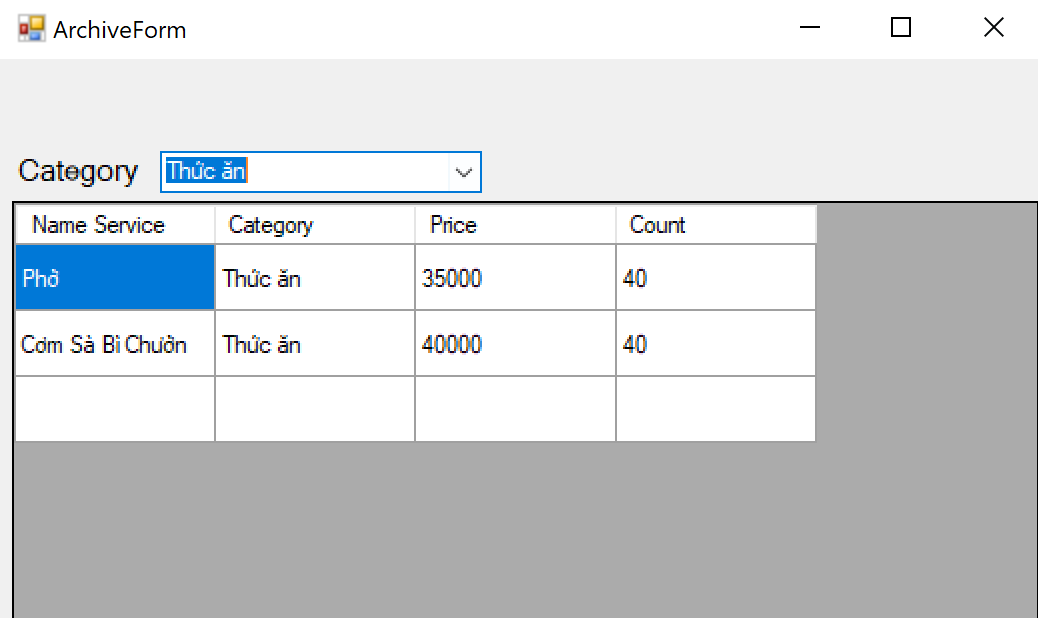 ArchiveForm
Category Thức ăn
Name Service Category Price Count
Phở Thức ăn 35000 40
Cơm Sà Bì Chưởn Thức ăn 40000 40